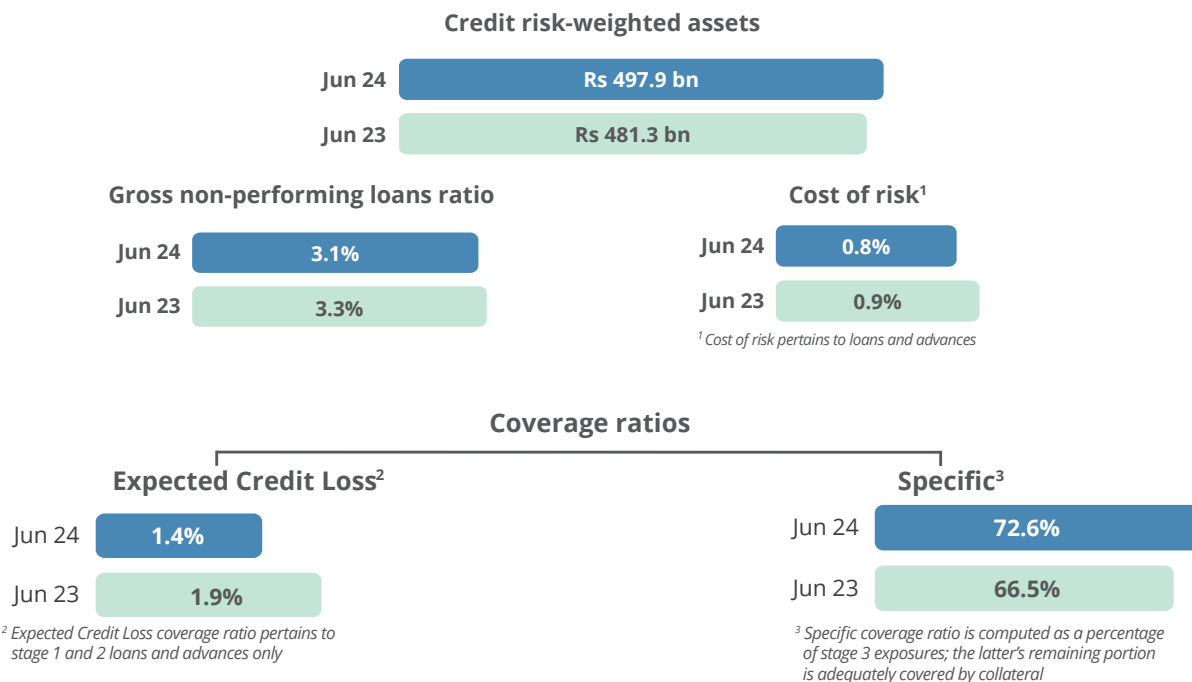 Credit risk-weighted assets
Jun 24 Rs 497.9 bn
Jun 23 Rs 481.3 bn
Gross non-performing loans ratio
Jun 24 3.1%
Jun 23 3.3%
Cost of risk¹
Jun 24 0.8%
Jun 23 0.9%
¹ Cost of risk pertains to loans and advances
Coverage ratios
Expected Credit Loss²
Jun 24 1.4%
Jun 23 1.9%
² Expected Credit Loss coverage ratio pertains to
stage 1 and 2 loans and advances only
Specific³
Jun 24 72.6%
Jun 23 66.5%
³ Specific coverage ratio is computed as a percentage
of stage 3 exposures; the latter’s remaining portion
is adequately covered by collateral